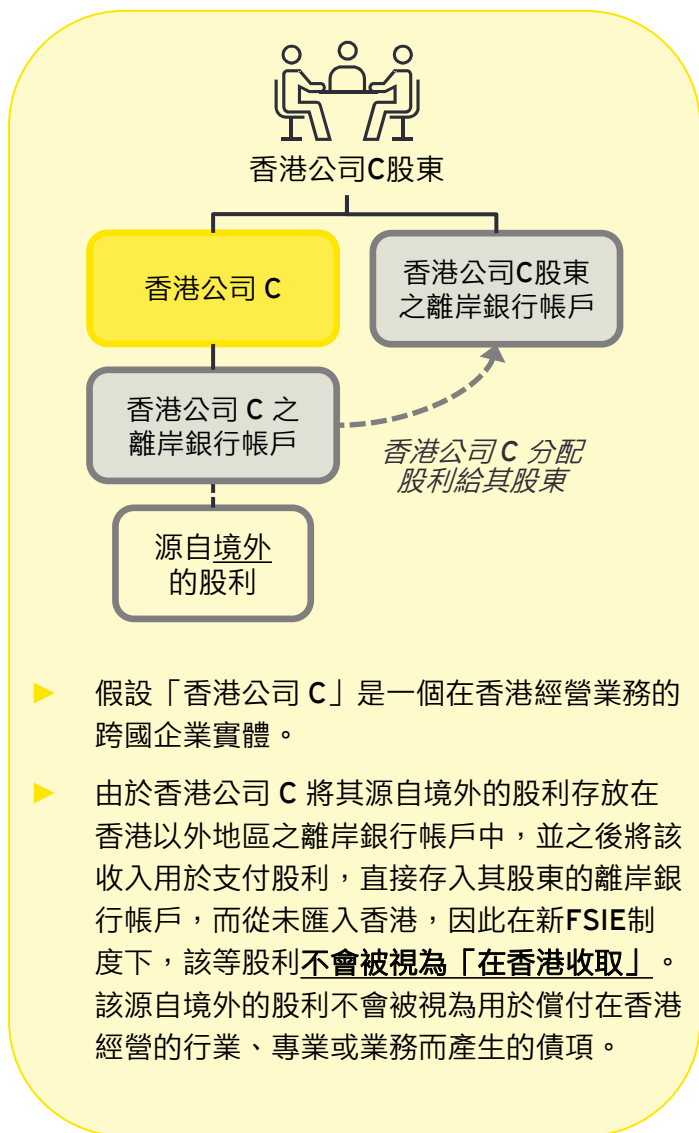 香港公司C股東
香港公司 C
香港公司C股東
之離岸銀行帳戶
香港公司 C 之
離岸銀行帳戶
香港公司 C 分配
股利給其股東
源自境外
的股利
► 假設「香港公司 C」是一個在香港經營業務的
跨國企業實體。
► 由於香港公司 C 將其源自境外的股利存放在
香港以外地區之離岸銀行帳戶中，並之後將該
收入用於支付股利，直接存入其股東的離岸銀
行帳戶，而從未匯入香港，因此在新FSIE制
度下，該等股利不會被視為「在香港收取」。
該源自境外的股利不會被視為用於償付在香港
經營的行業、專業或業務而產生的債項。